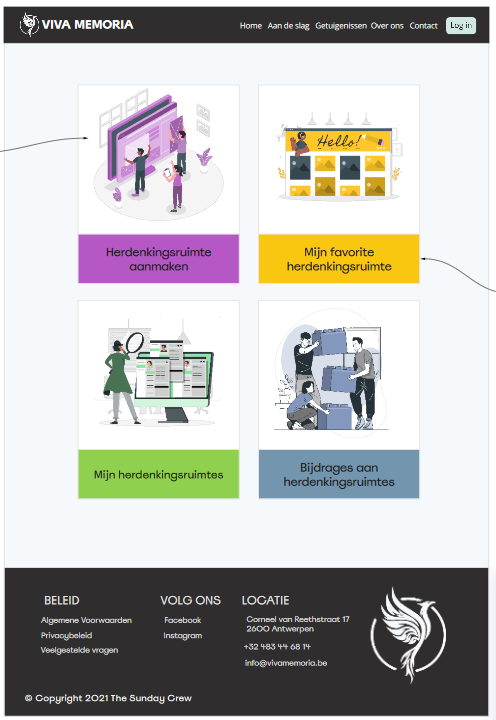 VIVA MEMORIA
Home Aan de slag Getuigenissen Over ons Contact Log in
Hello!
Herdenkingsruimte
aanmaken
Mijn favorite
herdenkingsruimte
Mijn herdenkingsruimtes
Bijdrages aan
herdenkingsruimtes
BELEID
Algemene Voorwaarden
Privacybeleid
Veelgestelde vragen
VOLG ONS
Facebook
Instagram
LOCATIE
Corneel van Reethstraat 17
2600 Antwerpen
+32 483 44 68 14
info@vivamemoria.be
© Copyright 2021 The Sunday Crew